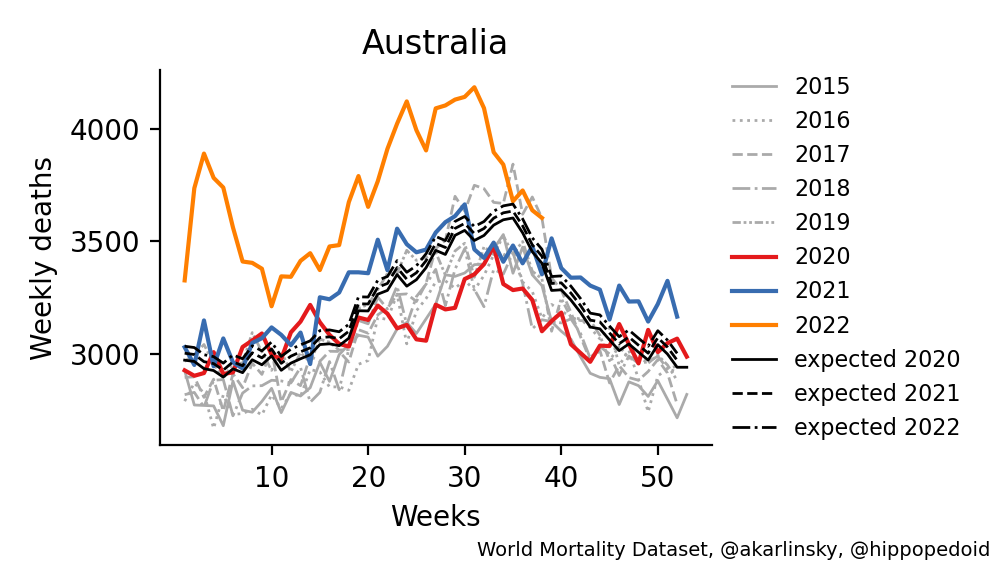 Australia
Weekly deaths
4000
3500
3000
10 20 30 40 50
Weeks
2015
2016
2017
2018
2019
2020
2021
2022
expected 2020
expected 2021
expected 2022
World Mortality Dataset, @akarlinsky, @hippopedoid